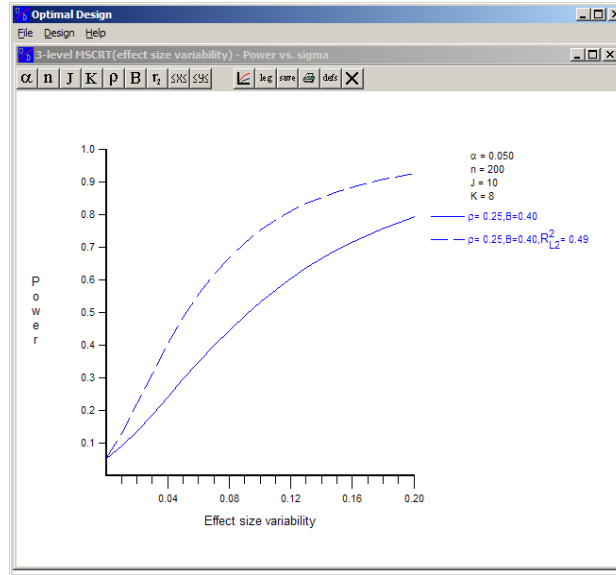 Optimal Design
File Design Help
3-level MSCRT(effect size variability) - Power vs. sigma
α n J K ρ B r₂ ≤X≤ ≤Y≤ leg save defs X
1.0
0.9
0.8
0.7
0.6
0.5
0.4
0.3
0.2
0.1
Power
0.04 0.08 0.12 0.16 0.20
Effect size variability
α = 0.050
n = 200
J = 10
K = 8
ρ= 0.25,B=0.40
ρ= 0.25,B=0.40,R²L2= 0.49